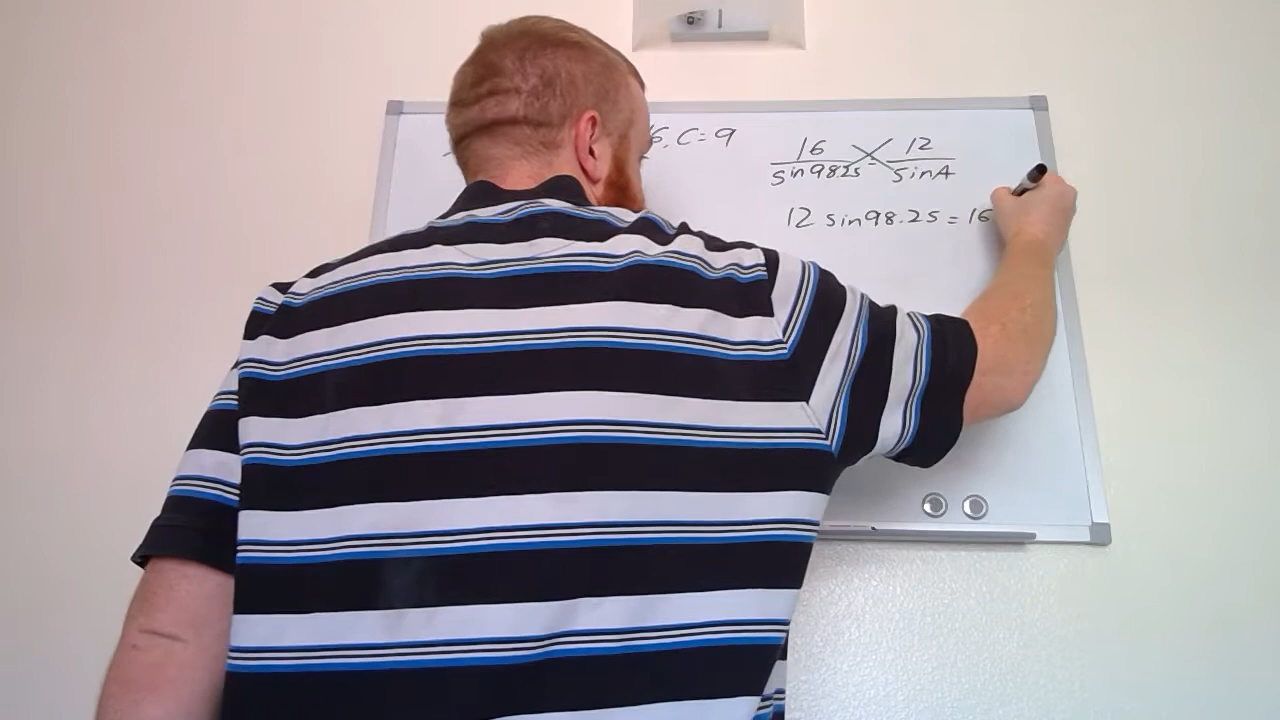 6, C = 9
16 12
sin98.25 = sinA
12 sin98.25 = 16